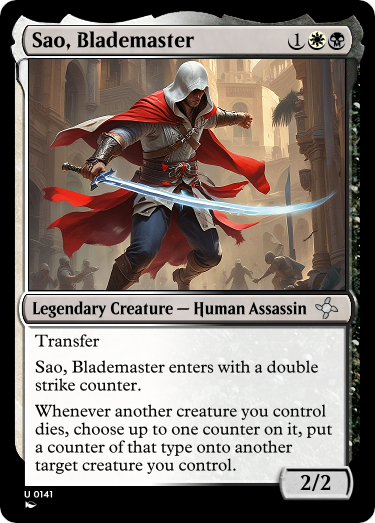 Sao, Blademaster 1
Legendary Creature — Human Assassin
Transfer
Sao, Blademaster enters with a double
strike counter.
Whenever another creature you control
dies, choose up to one counter on it, put
a counter of that type onto another
target creature you control.
2/2
U 0141